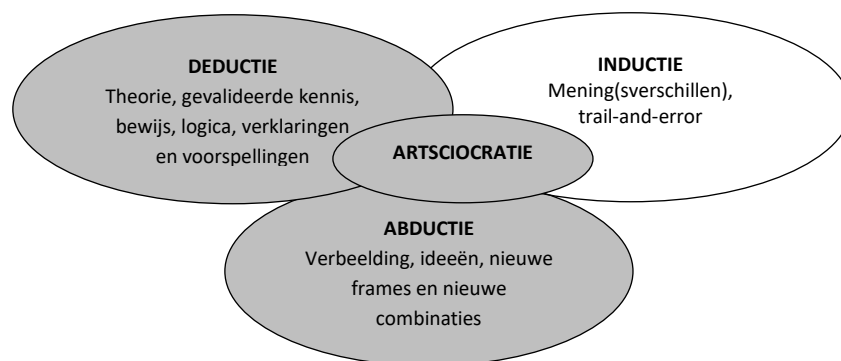 DEDUCTIE
Theorie, gevalideerde kennis,
bewijs, logica, verklaringen
en voorspellingen
INDUCTIE
Mening(sverschillen),
trail-and-error
ARTSCIOCRATIE
ABDUCTIE
Verbeelding, ideeën, nieuwe
frames en nieuwe
combinaties